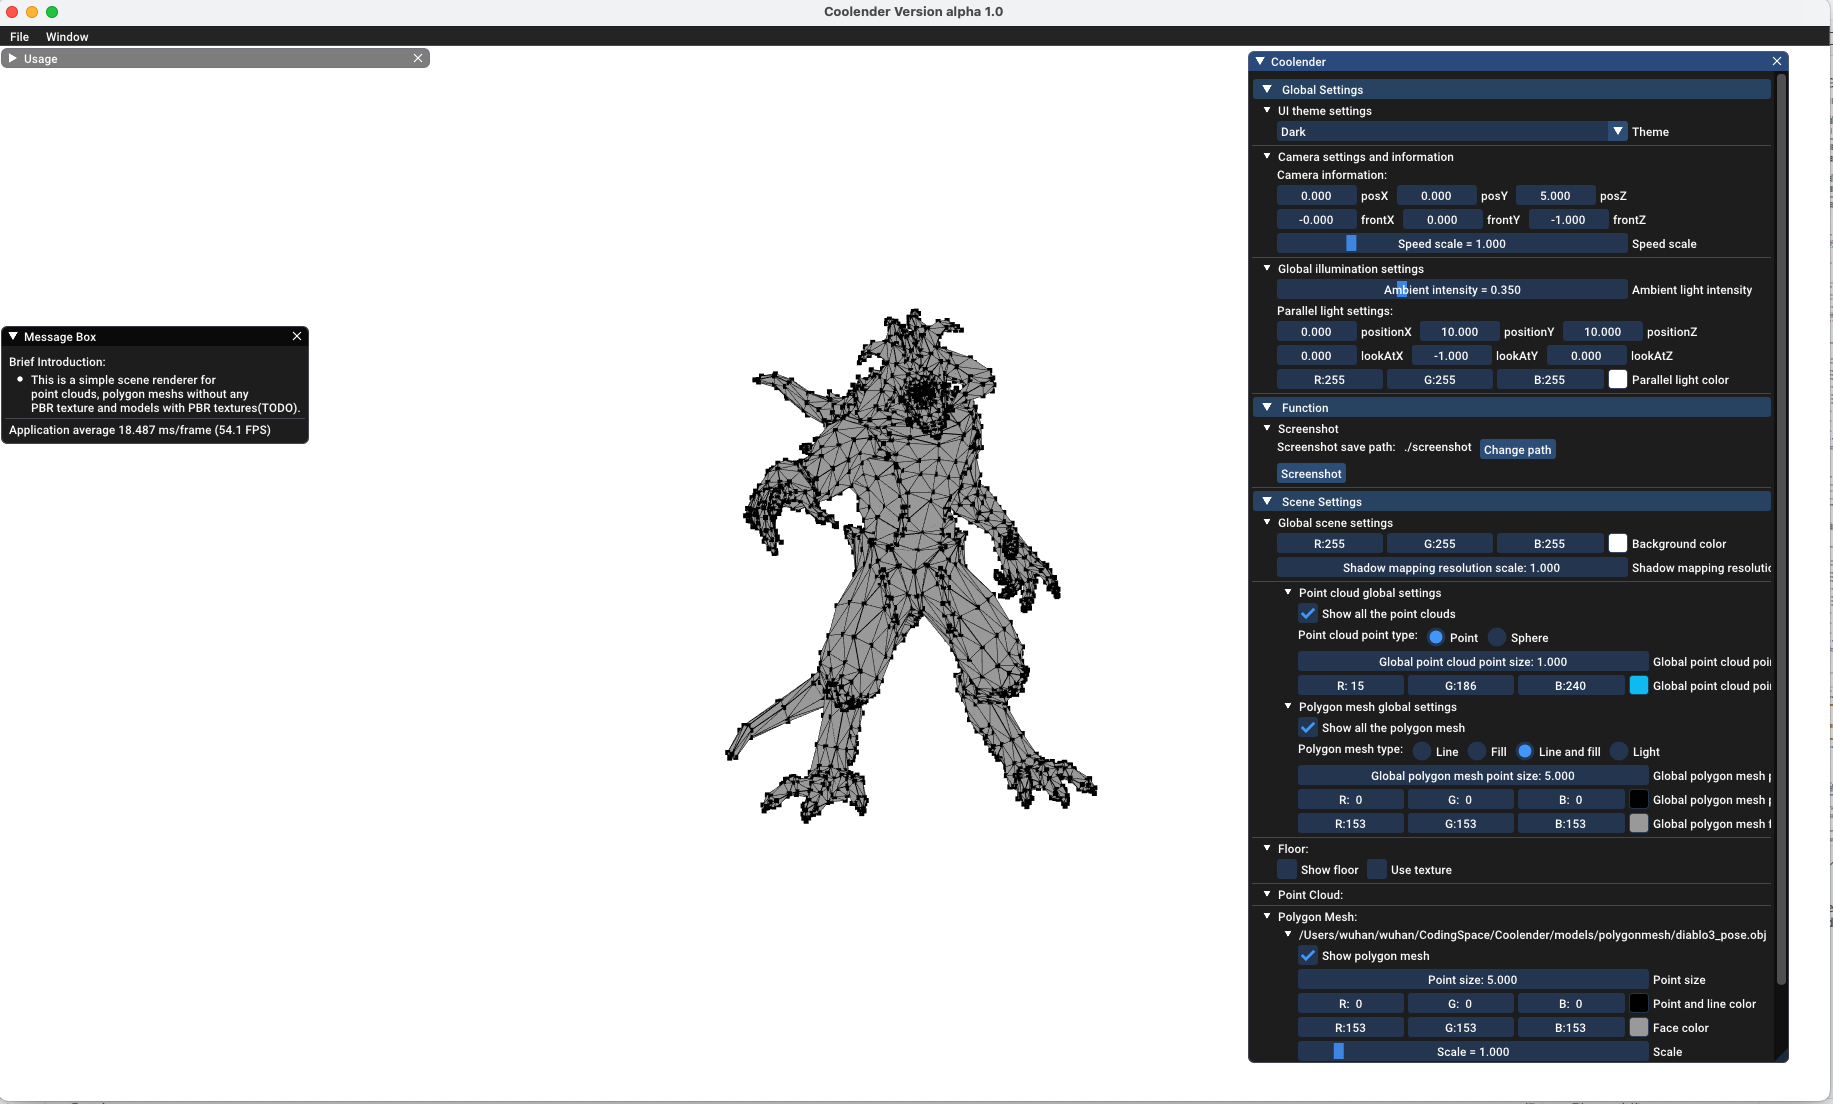 Coolender Version alpha 1.0
File Window
Usage
Message Box
Brief Introduction:
This is a simple scene renderer for
point clouds, polygon meshs without any
PBR texture and models with PBR textures(TODO).
Application average 18.487 ms/frame (54.1 FPS)
Coolender
Global Settings
UI theme settings
Dark Theme
Camera settings and information
Camera information:
0.000 posX 0.000 posY 5.000 posZ
-0.000 frontX 0.000 frontY -1.000 frontZ
Speed scale = 1.000 Speed scale
Global illumination settings
Ambient intensity = 0.350 Ambient light intensity
Parallel light settings:
0.000 positionX 10.000 positionY 10.000 positionZ
0.000 lookAtX -1.000 lookAtY 0.000 lookAtZ
R:255 G:255 B:255 Parallel light color
Function
Screenshot
Screenshot save path: ./screenshot Change path
Screenshot
Scene Settings
Global scene settings
R:255 G:255 B:255 Background color
Shadow mapping resolution scale: 1.000 Shadow mapping resolutic
Point cloud global settings
Show all the point clouds
Point cloud point type: Point Sphere
Global point cloud point size: 1.000 Global point cloud poi
R: 15 G:186 B:240 Global point cloud poi
Polygon mesh global settings
Show all the polygon mesh
Polygon mesh type: Line Fill Line and fill Light
Global polygon mesh point size: 5.000 Global polygon mesh p
R: 0 G: 0 B: 0 Global polygon mesh p
R:153 G:153 B:153 Global polygon mesh f
Floor:
Show floor Use texture
Point Cloud:
Polygon Mesh:
/Users/wuhan/wuhan/CodingSpace/Coolender/models/polygonmesh/diablo3_pose.obj
Show polygon mesh
Point size: 5.000 Point size
R: 0 G: 0 B: 0 Point and line color
R:153 G:153 B:153 Face color
Scale = 1.000 Scale